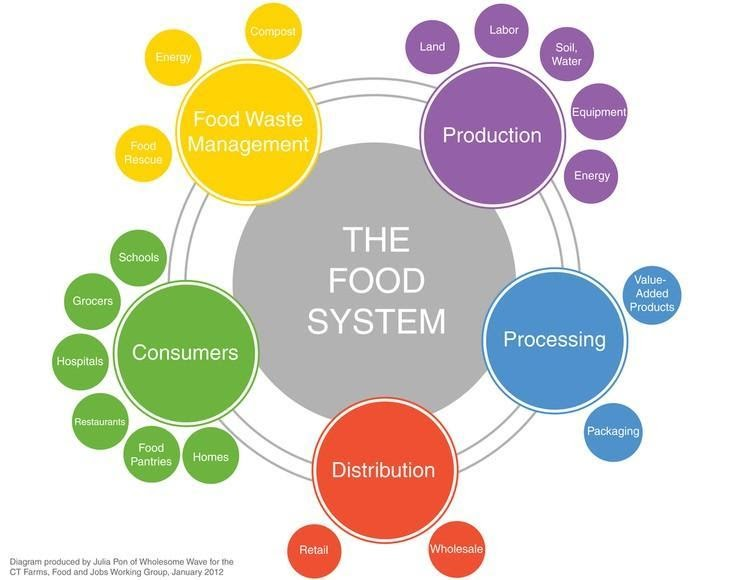 Compost
Energy
Food
Rescue
Food Waste
Management
Land
Labor
Soil,
Water
Equipment
Energy
Production
THE
FOOD
SYSTEM
Value-
Added
Products
Processing
Packaging
Distribution
Wholesale
Retail
Consumers
Schools
Grocers
Hospitals
Restaurants
Food
Pantries
Homes
Diagram produced by Julia Pon of Wholesome Wave for the
CT Farms, Food and Jobs Working Group, January 2012